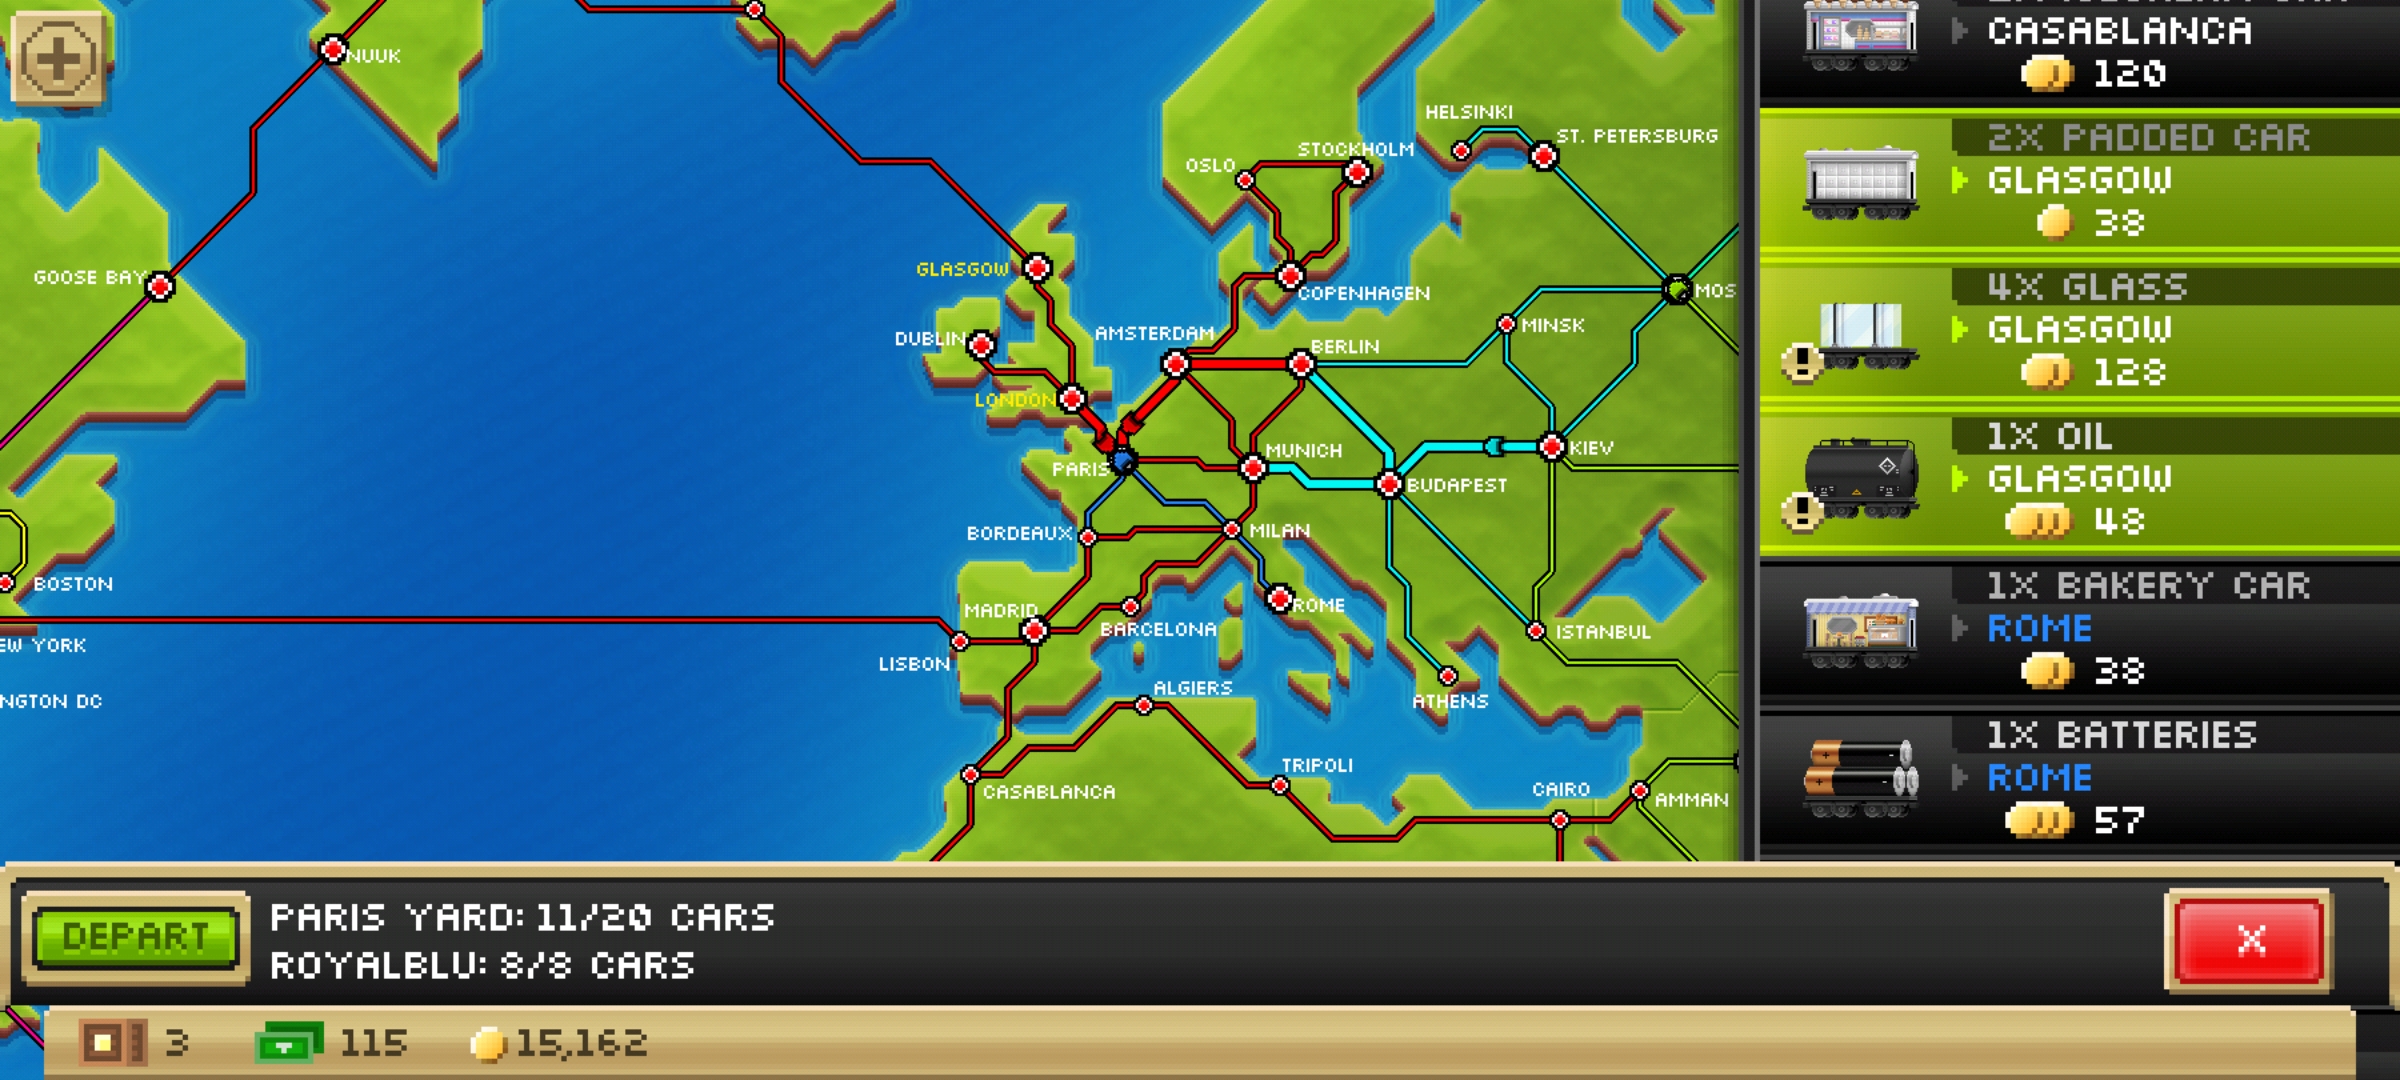 NUUK
GOOSE BAY
BOSTON
EW YORK
NGTON DC
GLASGOW
DUBLIN
LONDON
PARIS
BORDEAUX
MADRID
LISBON
BARCELONA
ALGIERS
CASABLANCA
TRIPOLI
CAIRO
AMMAN
OSLO
STOCKHOLM
HELSINKI
ST. PETERSBURG
COPENHAGEN
AMSTERDAM
BERLIN
MINSK
MOS
KIEV
MUNICH
BUDAPEST
MILAN
ROME
ATHENS
ISTANBUL
CASABLANCA
120
2X PADDED CAR
GLASGOW
38
4X GLASS
GLASGOW
128
1X OIL
GLASGOW
48
1X BAKERY CAR
ROME
38
1X BATTERIES
ROME
57
DEPART
PARIS YARD: 11/20 CARS
ROYALBLU: 8/8 CARS
X
3
115
15,162